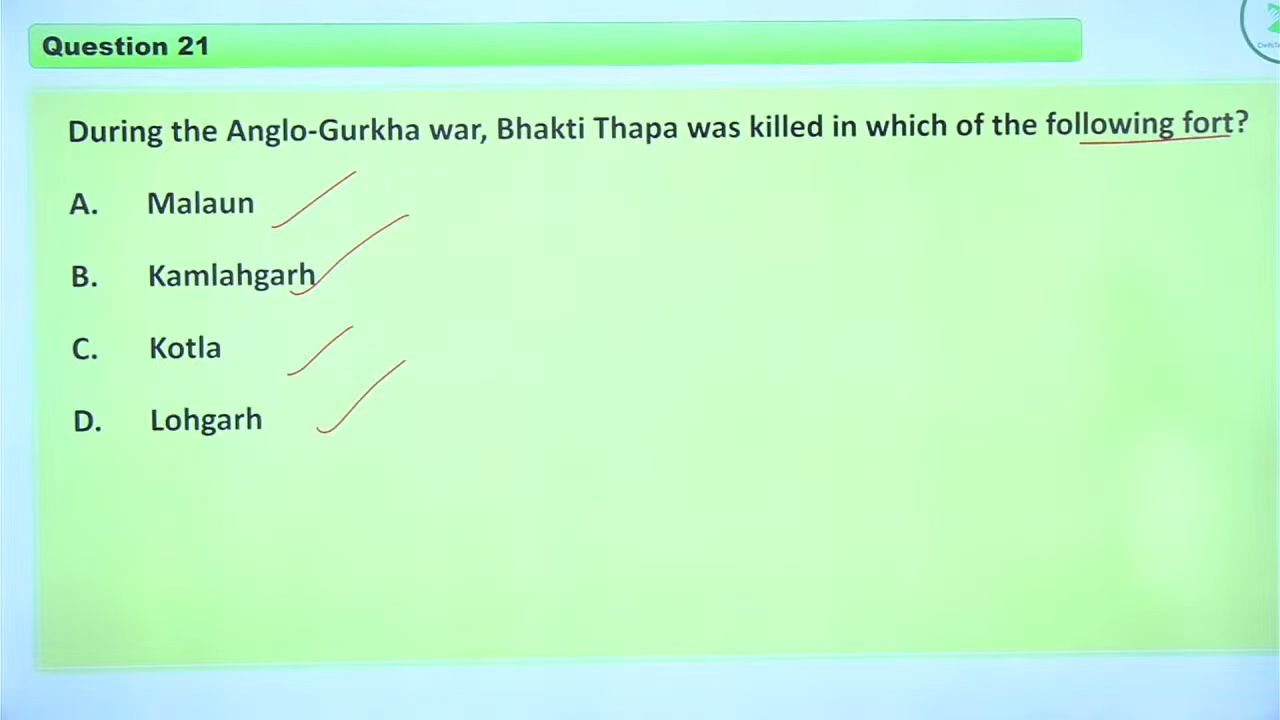 Question 21
During the Anglo-Gurkha war, Bhakti Thapa was killed in which of the following fort?
A. Malaun
B. Kamlahgarh
C. Kotla
D. Lohgarh